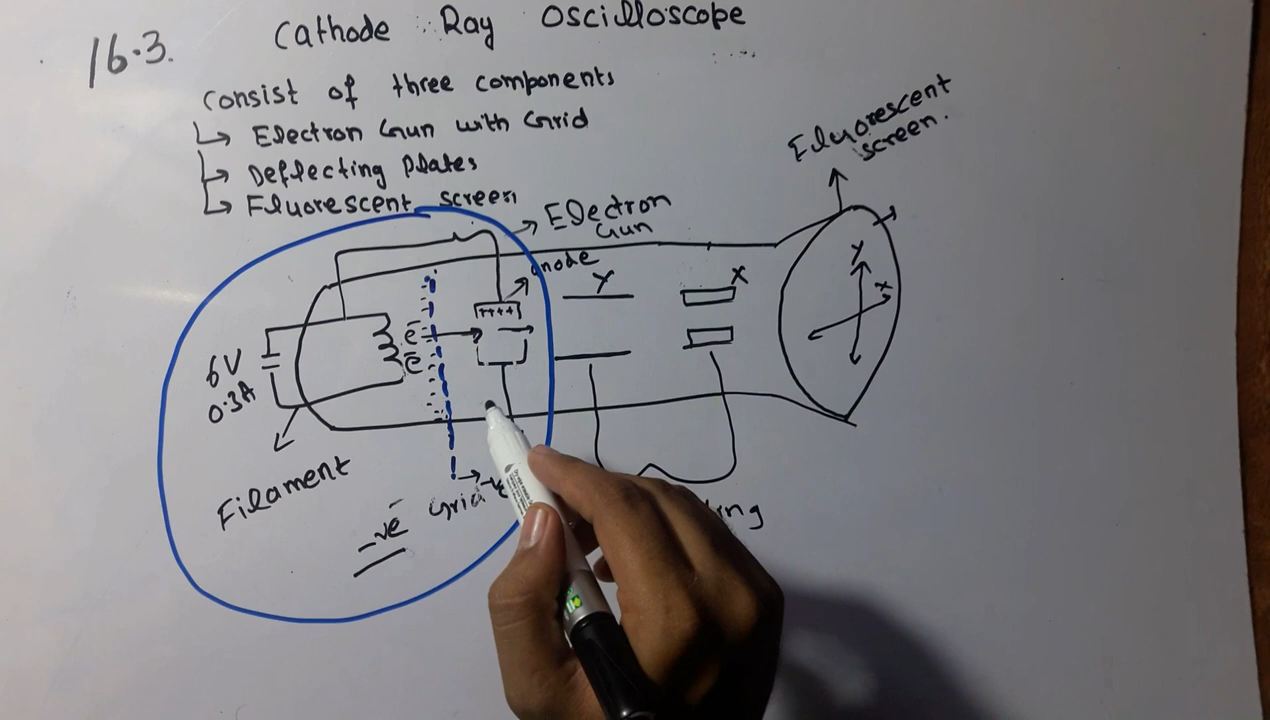 16.3.
Cathode Ray Oscilloscope
Consist of three components
Electron Gun with Grid
Deflecting Plates
Fluorescent screen
Fluorescent
screen.
Electron
Gun
anode
Y
X
++++
e-
e-
6V
0.3A
Y
X
Filament
Grid
-ve